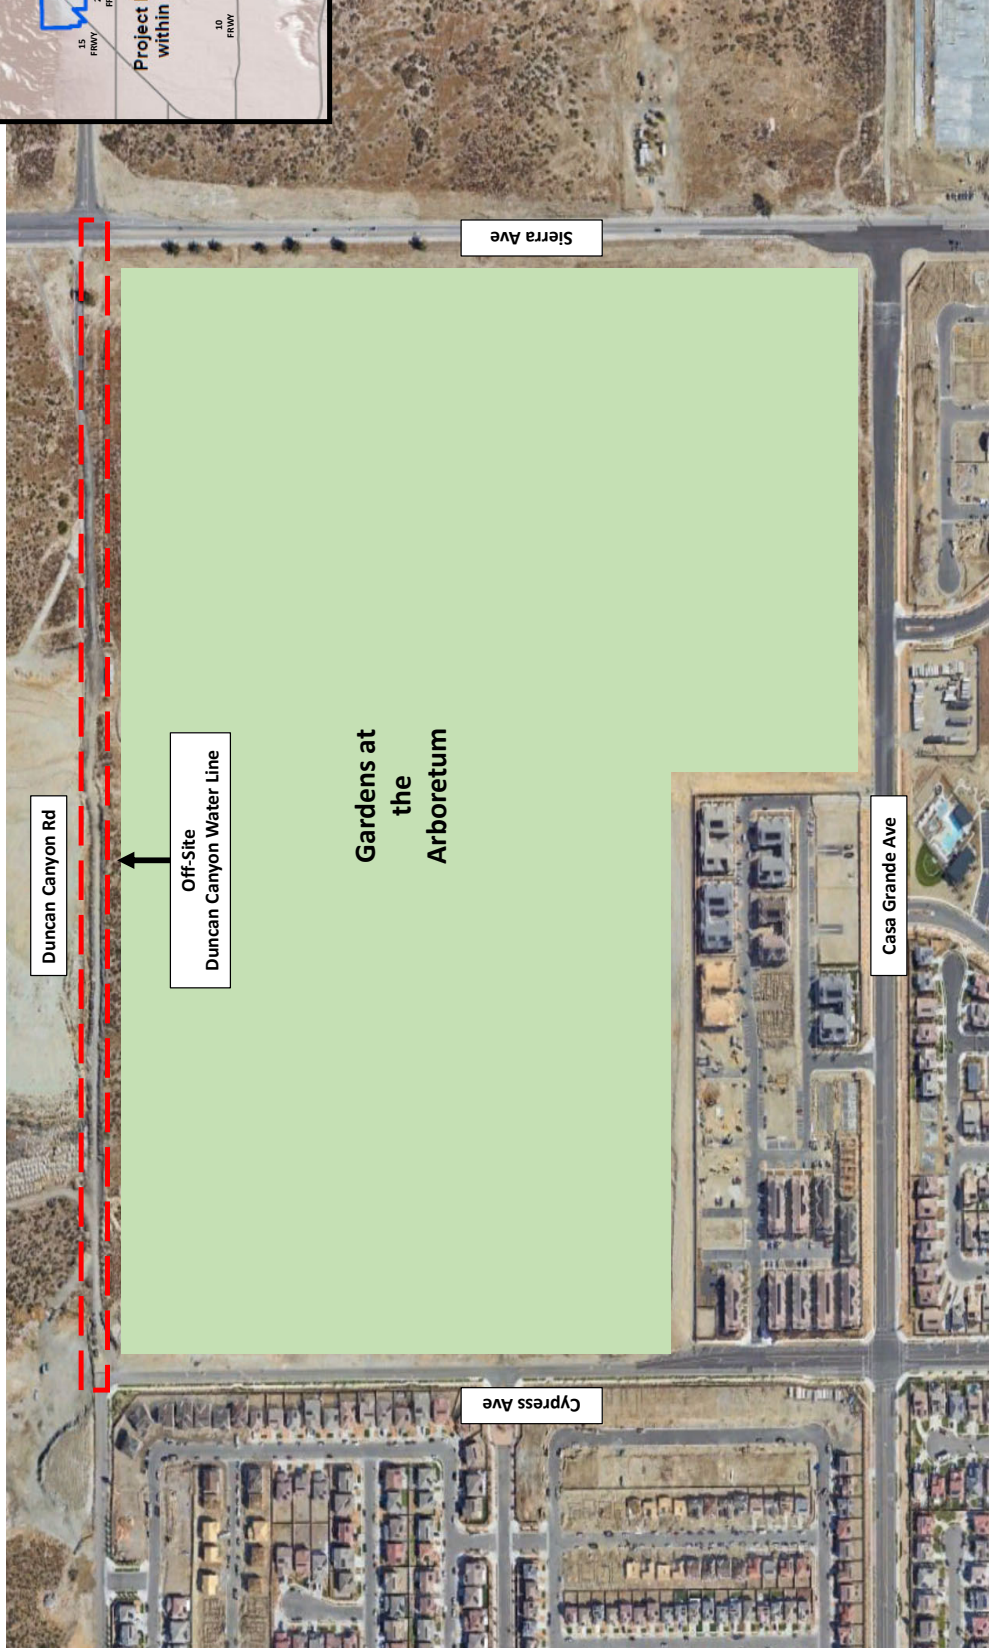 15
FRWY
Project
within
10
FRWY
Sierra Ave
Duncan Canyon Rd
Off-Site
Duncan Canyon Water Line
Gardens at
the
Arboretum
Casa Grande Ave
Cypress Ave